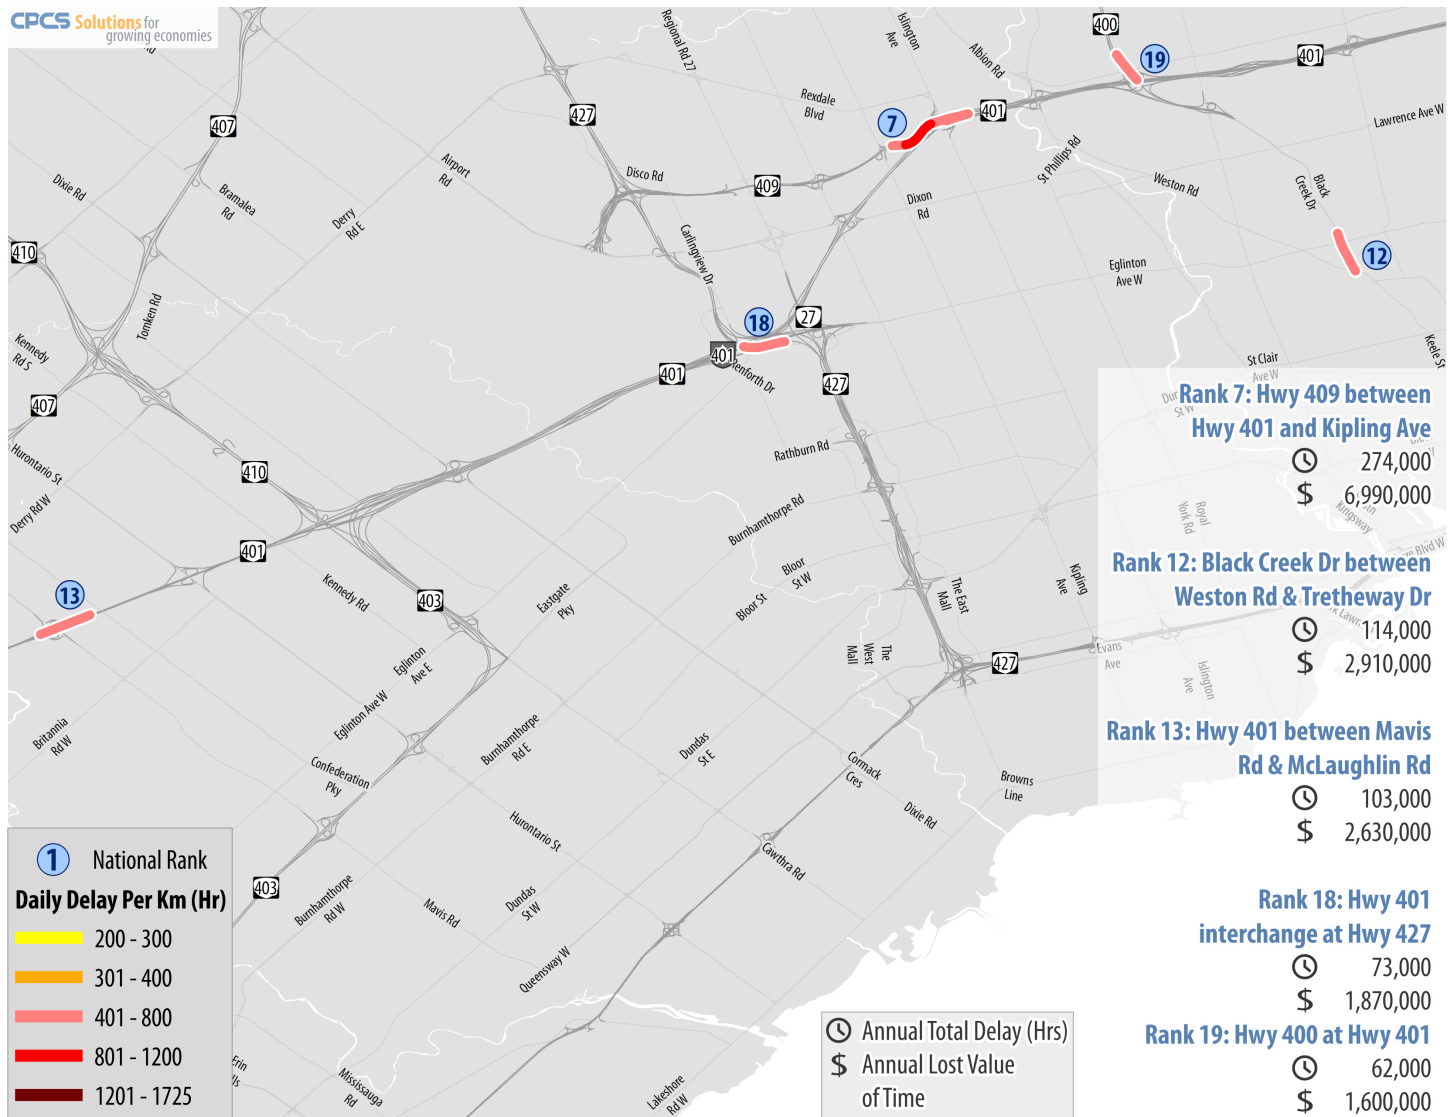 CPCS Solutions for
growing economies
Rd
407
427
Regional Rd 27
Islington
Ave
Albion Rd
400
19
401
Rexdale
Blvd
7
401
Lawrence Ave W
St Phillips Rd
Airport
Rd
Disco Rd
409
Dixon
Rd
Weston Rd
Black
Creek Dr
Dixie Rd
Bramalea
Rd
Derry
Rd E
410
Carlingview Dr
Eglinton
Ave W
12
Tomken Rd
Kennedy
Rd S
18
27
401
401
enforth Dr
427
St Clair
Ave W
Keele St
407
Hurontario St
Derry Rd W
410
Rathburn Rd
Burnhamthorpe Rd
Royal
York Rd
Kingsway
401
Kennedy Rd
403
Eastgate
Pky
Bloor
St W
Bloor St
The East
Mall
Kipling
Ave
13
The
West
Mall
427
Evans
Ave
Islington
Ave
Eglinton
Ave E
Eglinton Ave W
Britannia
Rd W
Confederation
Pky
Burnhamthorpe
Rd E
Dundas
St E
Cormack
Cres
Dixie Rd
Browns
Line
Hurontario St
Cawthra Rd
403
Burnhamthorpe
Rd W
Mavis Rd
Dundas
St W
Queensway W
Mississauga
Rd
Lakeshore
Rd W
Rank 7: Hwy 409 between
Hwy 401 and Kipling Ave
274,000
$ 6,990,000
Rank 12: Black Creek Dr between
Weston Rd & Tretheway Dr
114,000
$ 2,910,000
Rank 13: Hwy 401 between Mavis
Rd & McLaughlin Rd
103,000
$ 2,630,000
Rank 18: Hwy 401
interchange at Hwy 427
73,000
$ 1,870,000
Rank 19: Hwy 400 at Hwy 401
62,000
$ 1,600,000
1 National Rank
Daily Delay Per Km (Hr)
200 - 300
301 - 400
401 - 800
801 - 1200
1201 - 1725
Annual Total Delay (Hrs)
$ Annual Lost Value
of Time